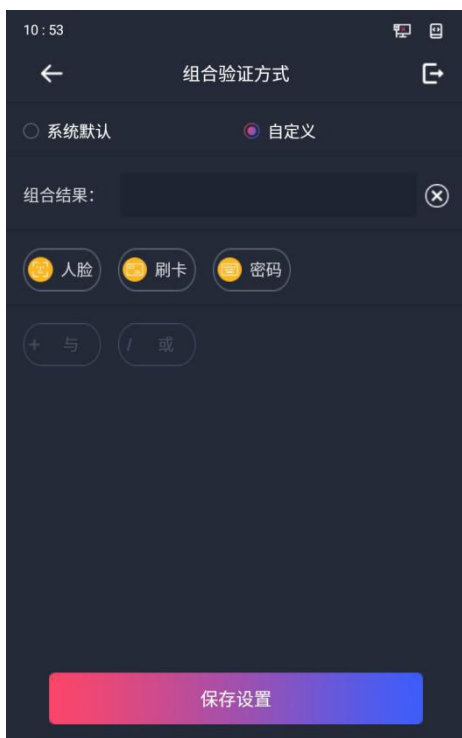 10 : 53
组合验证方式
系统默认 自定义
组合结果：
人脸 刷卡 密码
+ 与 / 或
保存设置